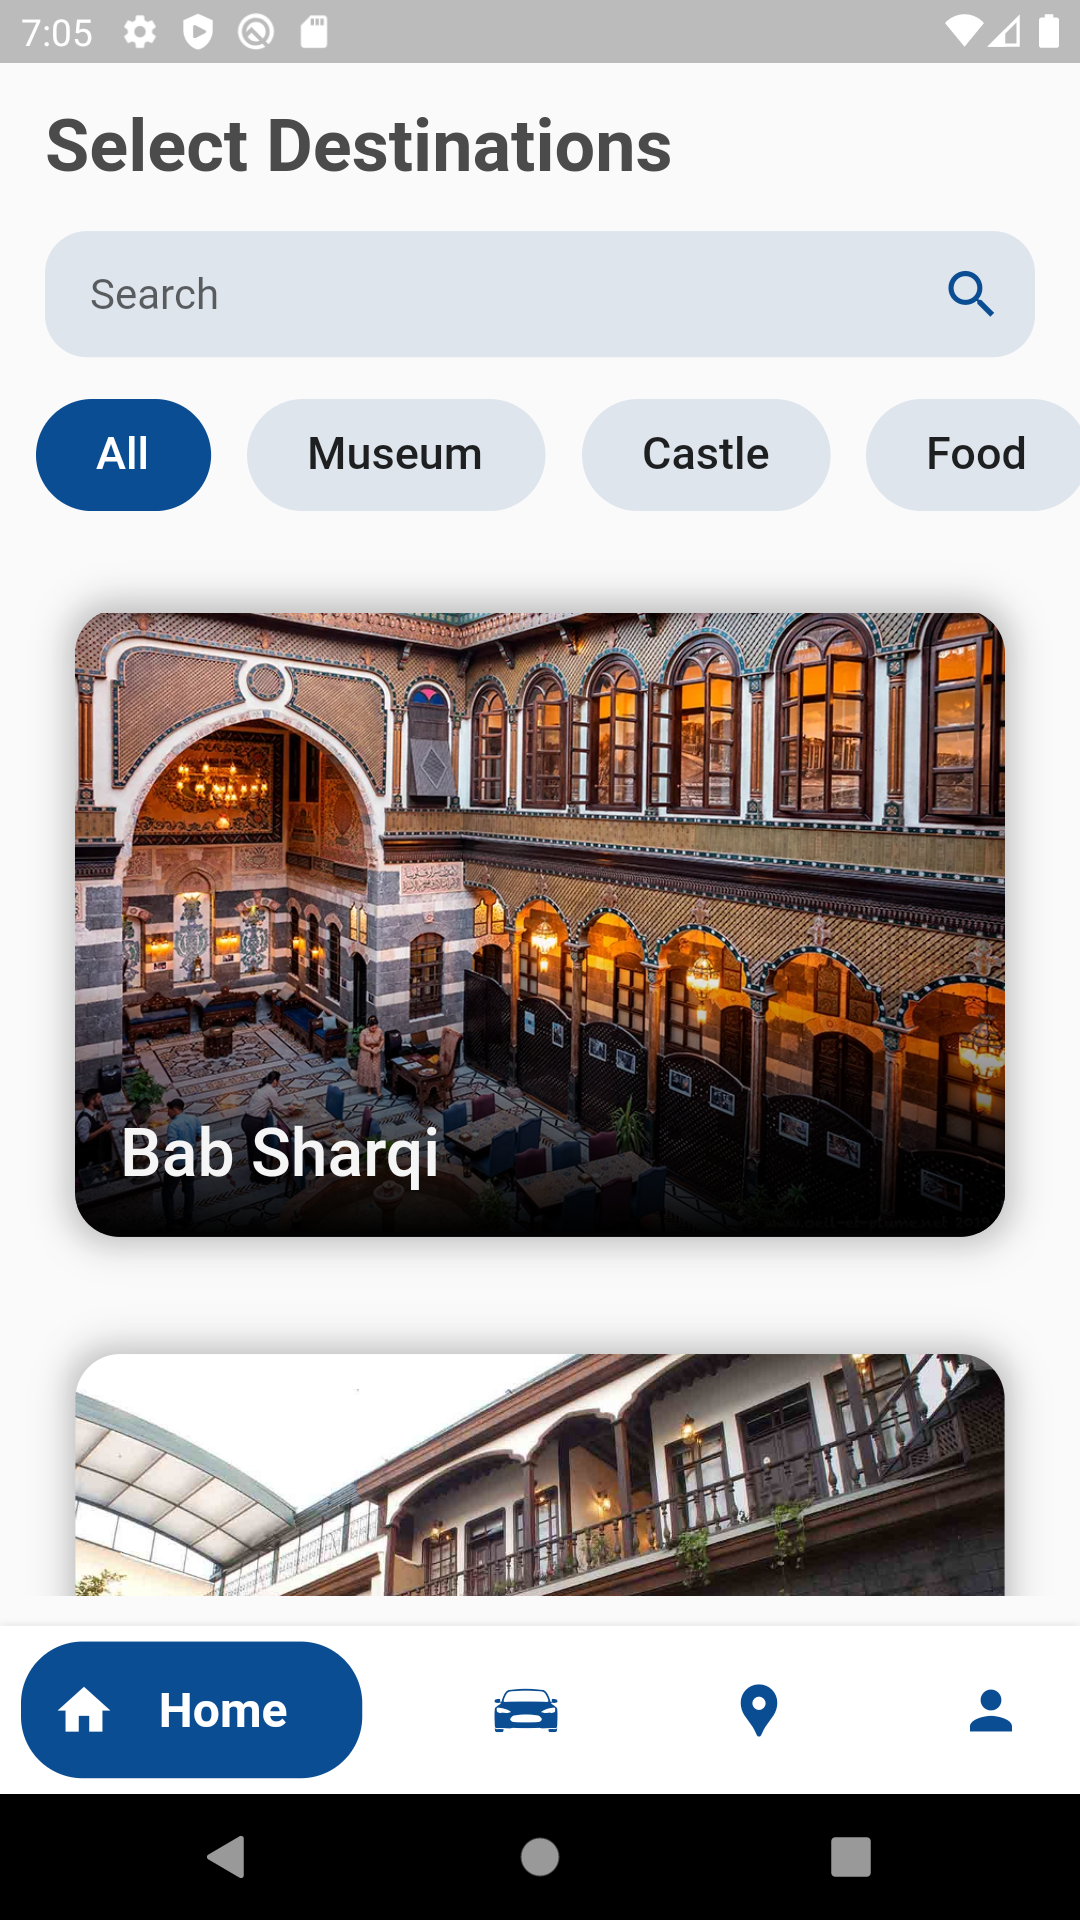 7:05
Select Destinations
Search
All
Museum
Castle
Food
Bab Sharqi
Home